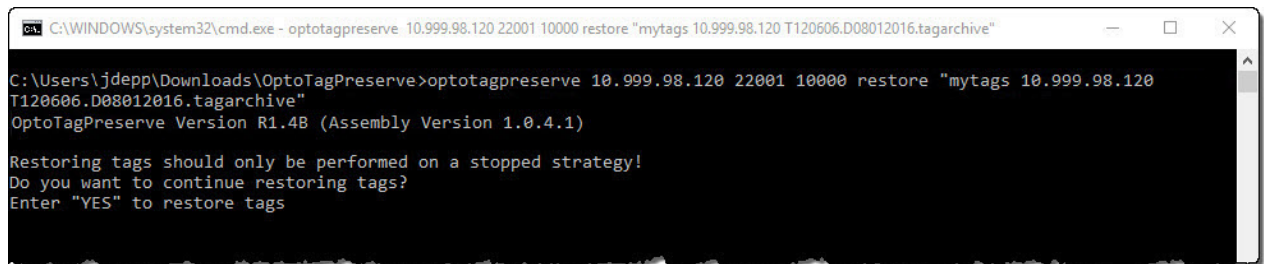 C:\WINDOWS\system32\cmd.exe - optotagpreserve 10.999.98.120 22001 10000 restore "mytags 10.999.98.120 T120606.D08012016.tagarchive"
C:\Users\jdepp\Downloads\OptoTagPreserve>optotagpreserve 10.999.98.120 22001 10000 restore "mytags 10.999.98.120
T120606.D08012016.tagarchive"
OptoTagPreserve Version R1.4B (Assembly Version 1.0.4.1)
Restoring tags should only be performed on a stopped strategy!
Do you want to continue restoring tags?
Enter "YES" to restore tags